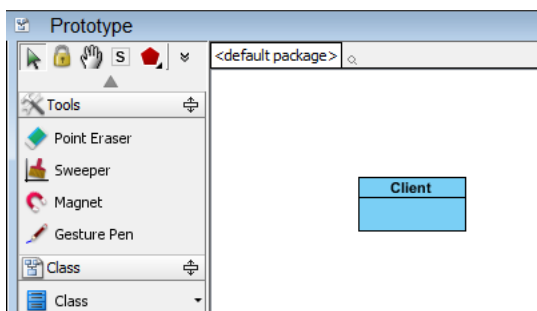 Prototype
S
<default package>
Tools
Point Eraser
Sweeper
Magnet
Gesture Pen
Class
Class
Client